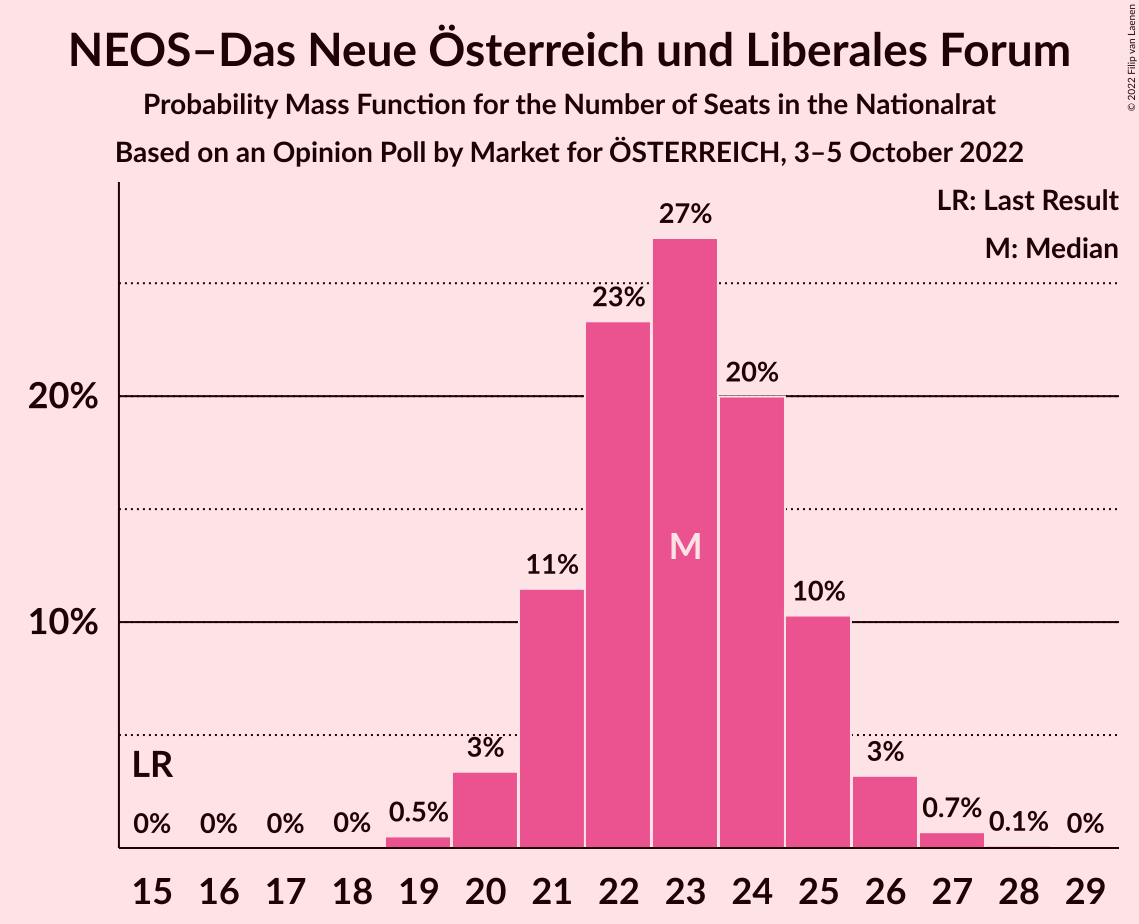 NEOS–Das Neue Österreich und Liberales Forum
Probability Mass Function for the Number of Seats in the Nationalrat
Based on an Opinion Poll by Market for ÖSTERREICH, 3–5 October 2022
© 2022 Filip van Laenen
LR: Last Result
M: Median
27%
23%
20%
20%
M
11%
10%
10%
LR
3%
3%
0% 0% 0% 0% 0.5% 0.7% 0.1% 0%
15 16 17 18 19 20 21 22 23 24 25 26 27 28 29